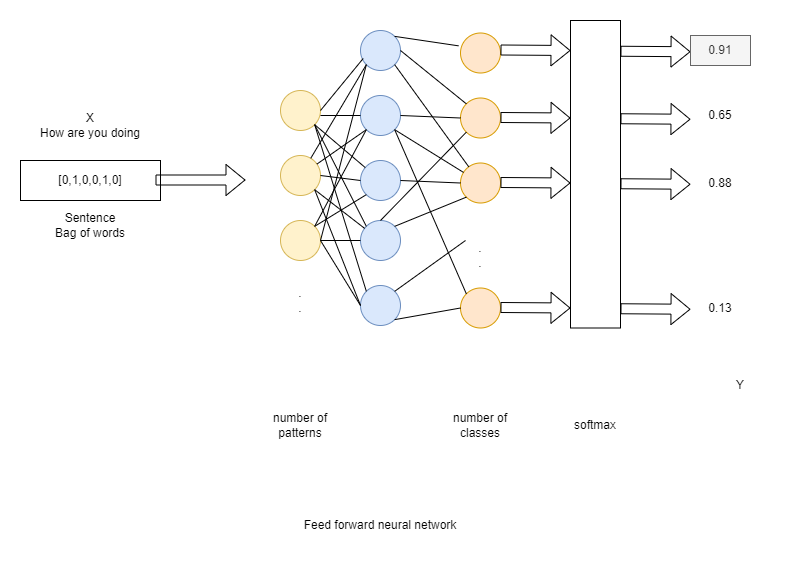 X
How are you doing
[0,1,0,0,1,0]
Sentence
Bag of words
.
.
.
.
0.91
0.65
0.88
0.13
Y
number of
patterns
number of
classes
softmax
Feed forward neural network